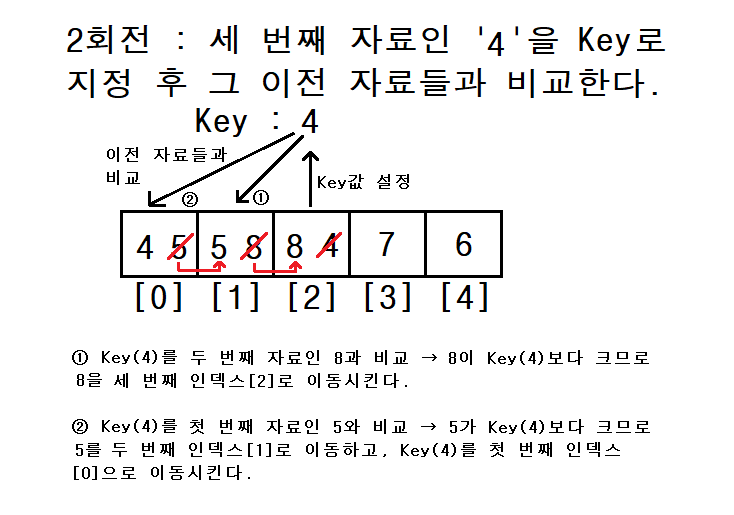 2회전 : 세 번째 자료인 '4'을 Key로
지정 후 그 이전 자료들과 비교한다.
Key : 4
이전 자료들과
비교
② ① Key값 설정
4 5 5 8 8 4 7 6
[0] [1] [2] [3] [4]
① Key(4)를 두 번째 자료인 8과 비교 → 8이 Key(4)보다 크므로
8을 세 번째 인덱스[2]로 이동시킨다.
② Key(4)를 첫 번째 자료인 5와 비교 → 5가 Key(4)보다 크므로
5를 두 번째 인덱스[1]로 이동하고, Key(4)를 첫 번째 인덱스
[0]으로 이동시킨다.